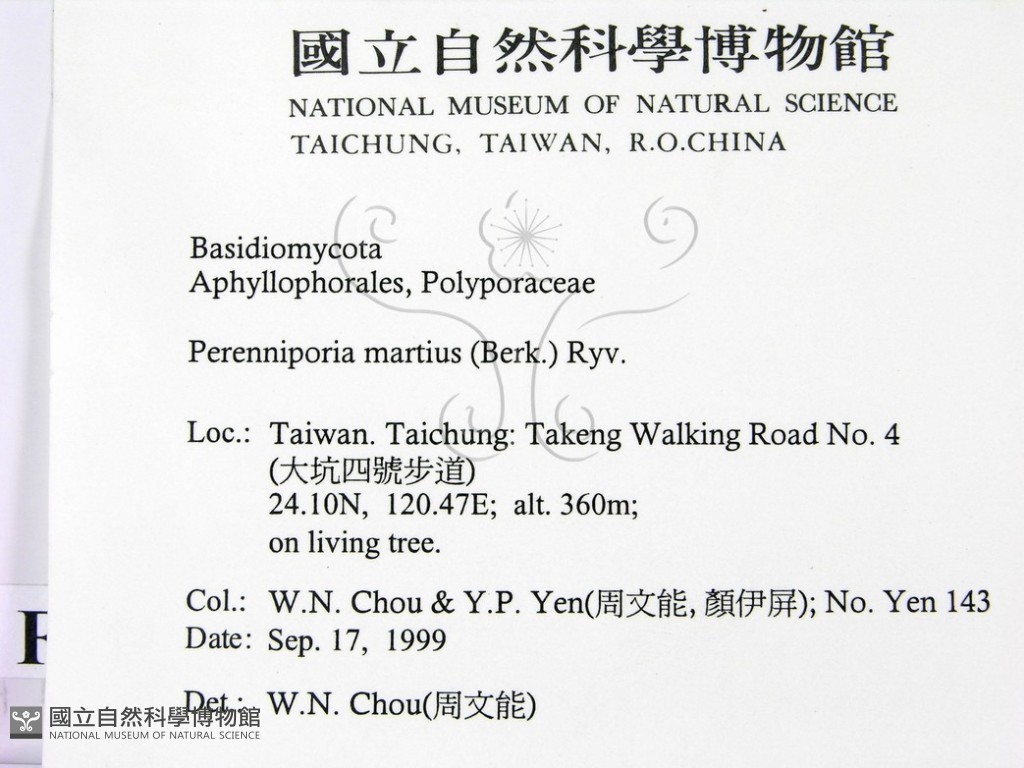 國立自然科學博物館
NATIONAL MUSEUM OF NATURAL SCIENCE
TAICHUNG, TAIWAN, R.O.CHINA
Basidiomycota
Aphyllophorales, Polyporaceae
Perenniporia martius (Berk.) Ryv.
Loc.: Taiwan. Taichung: Takeng Walking Road No. 4
(大坑四號步道)
24.10N, 120.47E; alt. 360m;
on living tree.
Col.: W.N. Chou & Y.P. Yen(周文能, 顏伊屏); No. Yen 143
Date: Sep. 17, 1999
Det.: W.N. Chou(周文能)
國立自然科學博物館
NATIONAL MUSEUM OF NATURAL SCIENCE